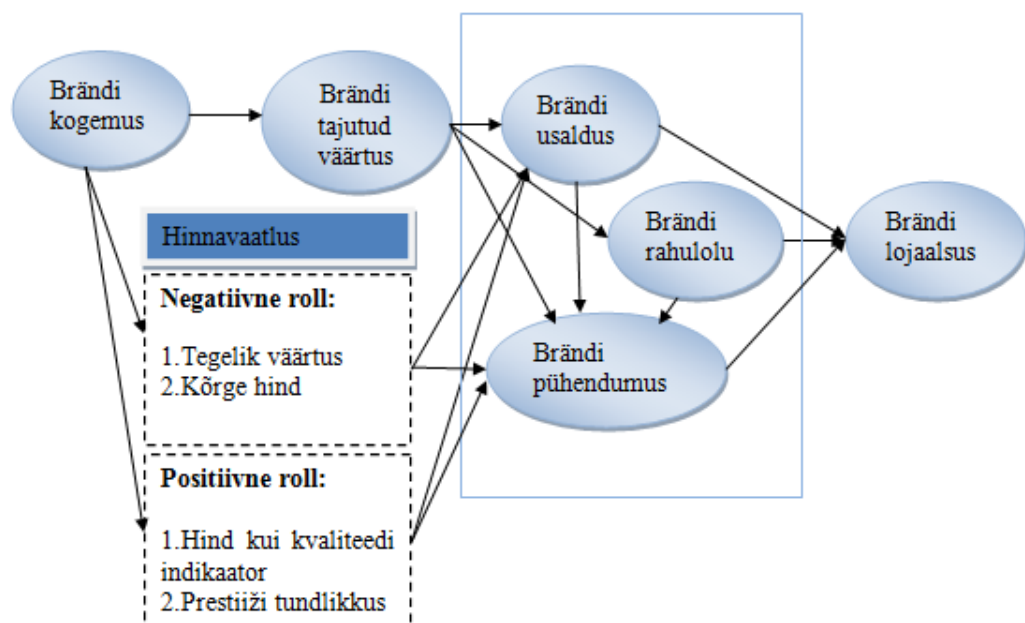 Brändi
kogemus
Brändi
tajutud
väärtus
Brändi
usaldus
Brändi
rahulolu
Brändi
lojaalsus
Brändi
pühendumus
Hinnavaatlus
Negatiivne roll:
1.Tegelik väärtus
2.Kõrge hind
Positiivne roll:
1.Hind kui kvaliteedi
indikaator
2.Prestiiži tundlikkus